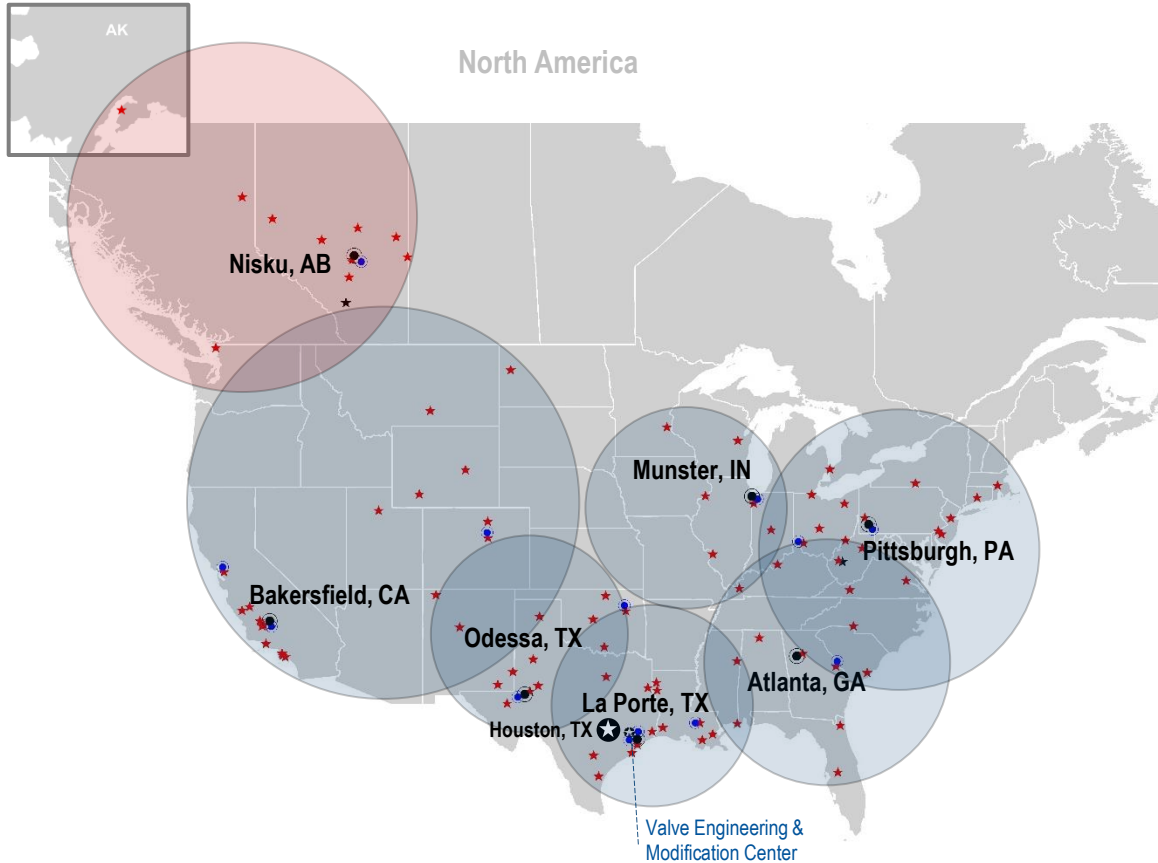 AK
North America
Nisku, AB
Munster, IN
Pittsburgh, PA
Bakersfield, CA
Odessa, TX
Atlanta, GA
La Porte, TX
Houston, TX
Valve Engineering &
Modification Center